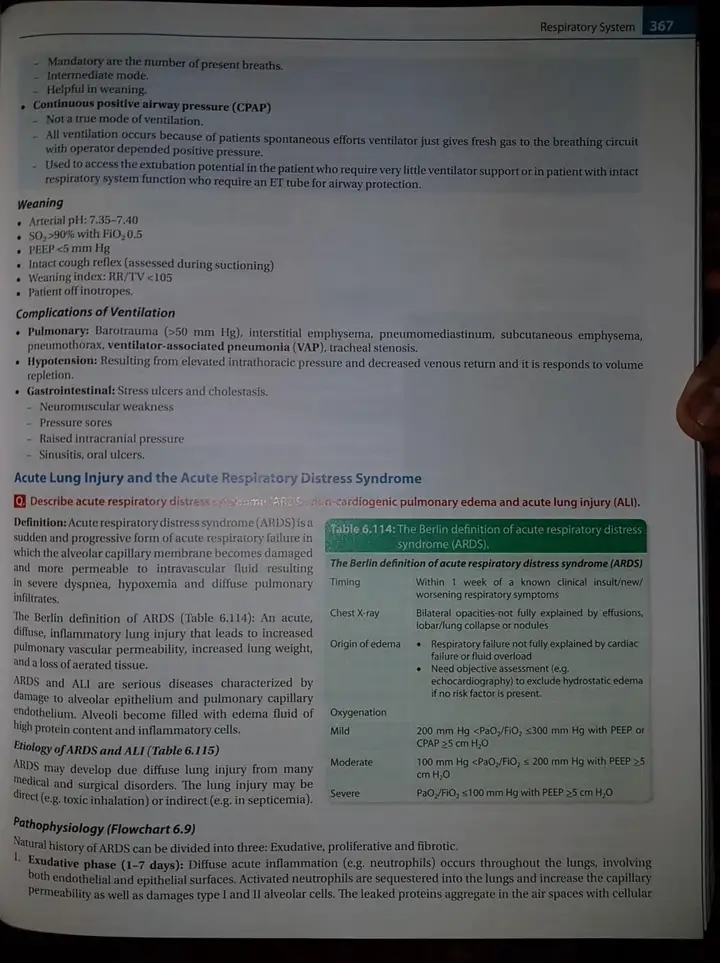 Respiratory System 367
– Mandatory are the number of present breaths.
– Intermediate mode.
– Helpful in weaning.
• Continuous positive airway pressure (CPAP)
– Not a true mode of ventilation.
– All ventilation occurs because of patients spontaneous efforts ventilator just gives fresh gas to the breathing circuit
with operator depended positive pressure.
– Used to access the extubation potential in the patient who require very little ventilator support or in patient with intact
respiratory system function who require an ET tube for airway protection.
Weaning
• Arterial pH: 7.35–7.40
• SO₂ >90% with FiO₂ 0.5
• PEEP <5 mm Hg
• Intact cough reflex (assessed during suctioning)
• Weaning index: RR/TV <105
• Patient off inotropes.
Complications of Ventilation
• Pulmonary: Barotrauma (>50 mm Hg), interstitial emphysema, pneumomediastinum, subcutaneous emphysema,
pneumothorax, ventilator-associated pneumonia (VAP), tracheal stenosis.
• Hypotension: Resulting from elevated intrathoracic pressure and decreased venous return and it is responds to volume
repletion.
• Gastrointestinal: Stress ulcers and cholestasis.
– Neuromuscular weakness
– Pressure sores
– Raised intracranial pressure
– Sinusitis, oral ulcers.
Acute Lung Injury and the Acute Respiratory Distress Syndrome
Q. Describe acute respiratory distress syndrome (ARDS), non-cardiogenic pulmonary edema and acute lung injury (ALI).
Definition: Acute respiratory distress syndrome (ARDS) is a
sudden and progressive form of acute respiratory failure in
which the alveolar capillary membrane becomes damaged
and more permeable to intravascular fluid resulting
in severe dyspnea, hypoxemia and diffuse pulmonary
infiltrates.
The Berlin definition of ARDS (Table 6.114): An acute,
diffuse, inflammatory lung injury that leads to increased
pulmonary vascular permeability, increased lung weight,
and a loss of aerated tissue.
ARDS and ALI are serious diseases characterized by
damage to alveolar epithelium and pulmonary capillary
endothelium. Alveoli become filled with edema fluid of
high protein content and inflammatory cells.
Etiology of ARDS and ALI (Table 6.115)
ARDS may develop due diffuse lung injury from many
medical and surgical disorders. The lung injury may be
direct (e.g. toxic inhalation) or indirect (e.g. in septicemia).
Table 6.114: The Berlin definition of acute respiratory distress
syndrome (ARDS).
The Berlin definition of acute respiratory distress syndrome (ARDS)
Timing Within 1 week of a known clinical insult/new/
worsening respiratory symptoms
Chest X-ray Bilateral opacities-not fully explained by effusions,
lobar/lung collapse or nodules
Origin of edema • Respiratory failure not fully explained by cardiac
failure or fluid overload
• Need objective assessment (e.g.
echocardiography) to exclude hydrostatic edema
if no risk factor is present.
Oxygenation
Mild 200 mm Hg <PaO₂/FiO₂ ≤300 mm Hg with PEEP or
CPAP ≥5 cm H₂O
Moderate 100 mm Hg <PaO₂/FiO₂ ≤ 200 mm Hg with PEEP ≥5
cm H₂O
Severe PaO₂/FiO₂ ≤100 mm Hg with PEEP ≥5 cm H₂O
Pathophysiology (Flowchart 6.9)
Natural history of ARDS can be divided into three: Exudative, proliferative and fibrotic.
1. Exudative phase (1–7 days): Diffuse acute inflammation (e.g. neutrophils) occurs throughout the lungs, involving
both endothelial and epithelial surfaces. Activated neutrophils are sequestered into the lungs and increase the capillary
permeability as well as damages type I and II alveolar cells. The leaked proteins aggregate in the air spaces with cellular